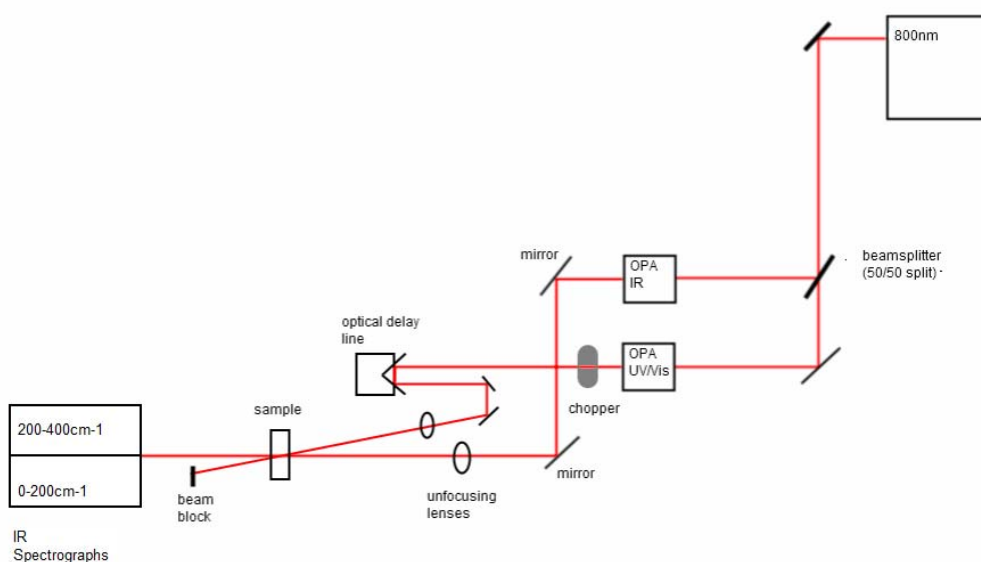 800nm
mirror
OPA
IR
beamsplitter
(50/50 split)
optical delay
line
OPA
UV/Vis
chopper
sample
200-400cm-1
0-200cm-1
mirror
beam
block
unfocusing
lenses
IR
Spectrographs